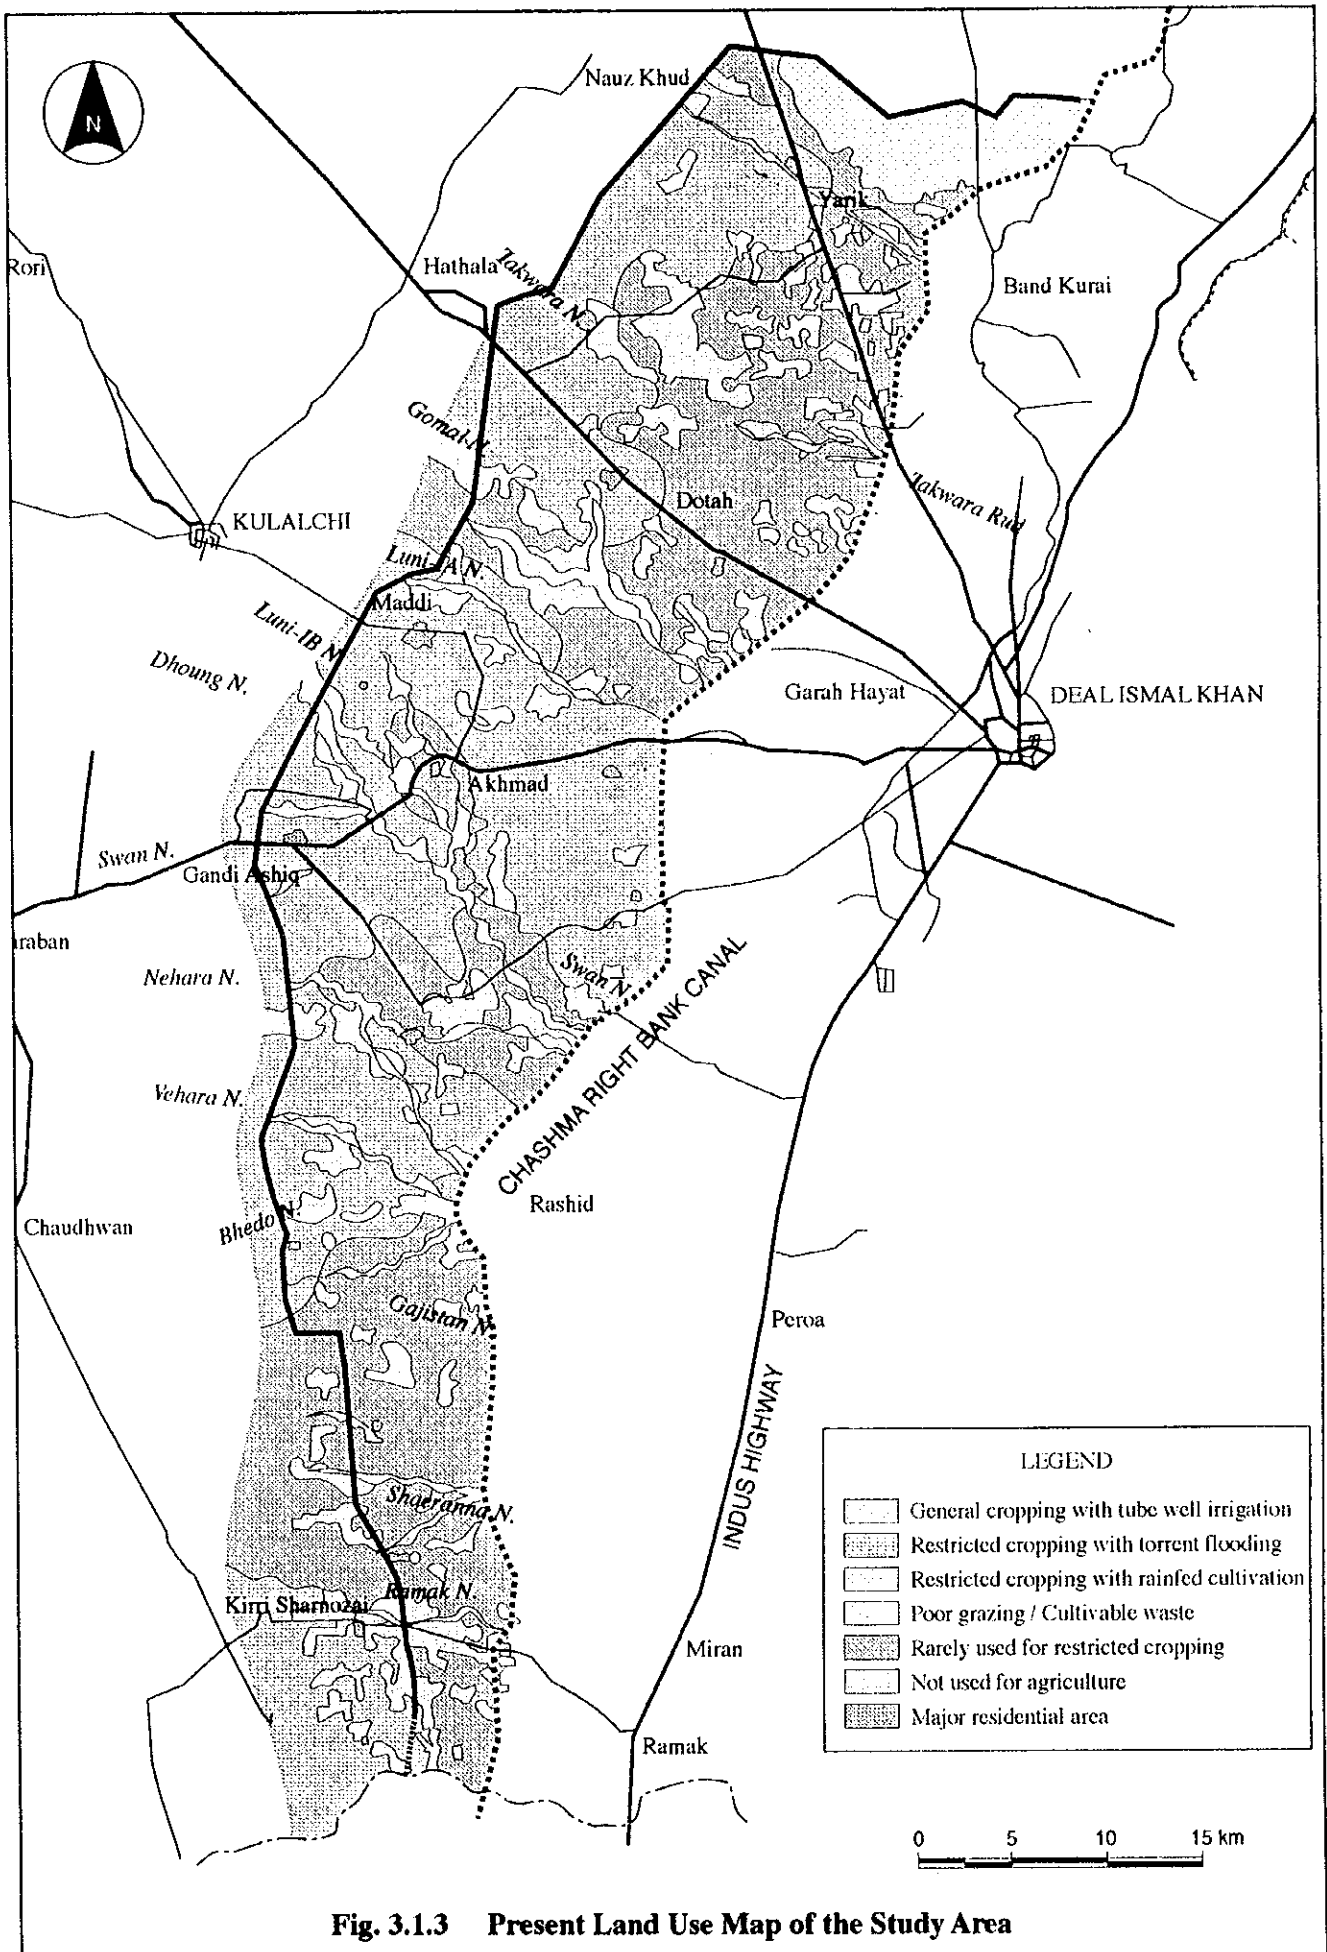 Nauz Khud
N
Yarik
Rori
Hathala
Takwara N.
Band Kurai
Gomal N.
Dotah
Takwara Rud
KULALCHI
Luni-IA N.
Maddi
Luni-IB N.
Dhoung N.
Garah Hayat
DEAL ISMAL KHAN
Akhmad
Swan N.
Gandi Ashiq
araban
Nehara N.
Swan N.
CHASHMA RIGHT BANK CANAL
Vehara N.
Rashid
Chaudhwan
Bhedo N.
Gajistan N.
Peroa
INDUS HIGHWAY
LEGEND
General cropping with tube well irrigation
Restricted cropping with torrent flooding
Restricted cropping with rainfed cultivation
Poor grazing / Cultivable waste
Rarely used for restricted cropping
Not used for agriculture
Major residential area
Shaeranna N.
Ramak N.
Kirri Shamozai
Miran
Ramak
0 5 10 15 km
Fig. 3.1.3 Present Land Use Map of the Study Area